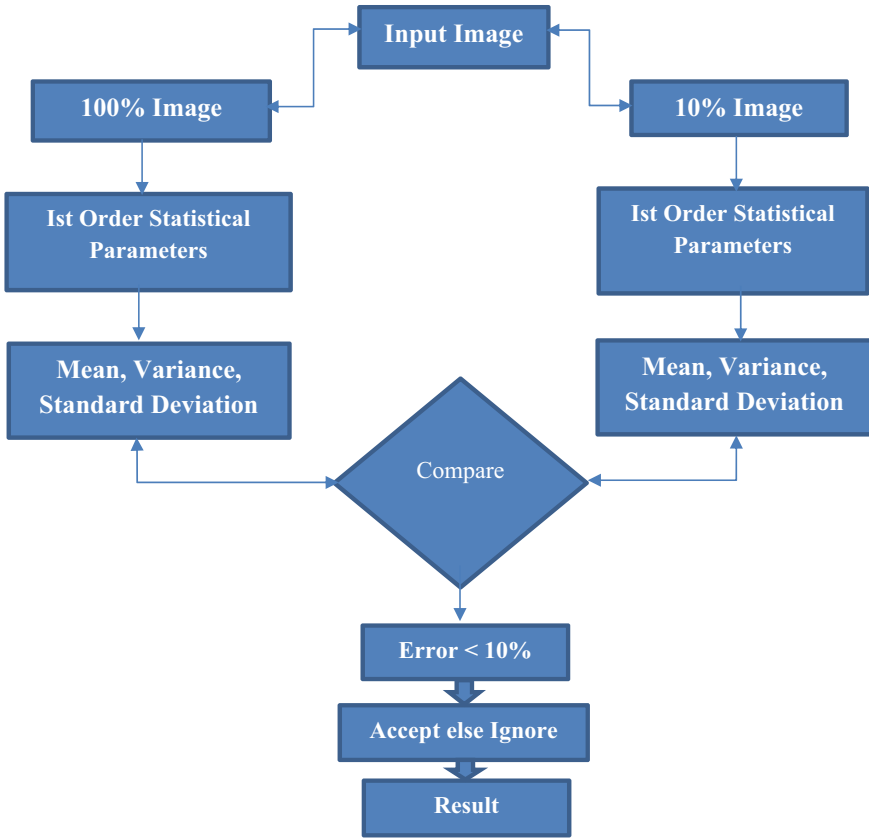 Input Image
100% Image
10% Image
Ist Order Statistical
Parameters
Ist Order Statistical
Parameters
Mean, Variance,
Standard Deviation
Mean, Variance,
Standard Deviation
Compare
Error < 10%
Accept else Ignore
Result